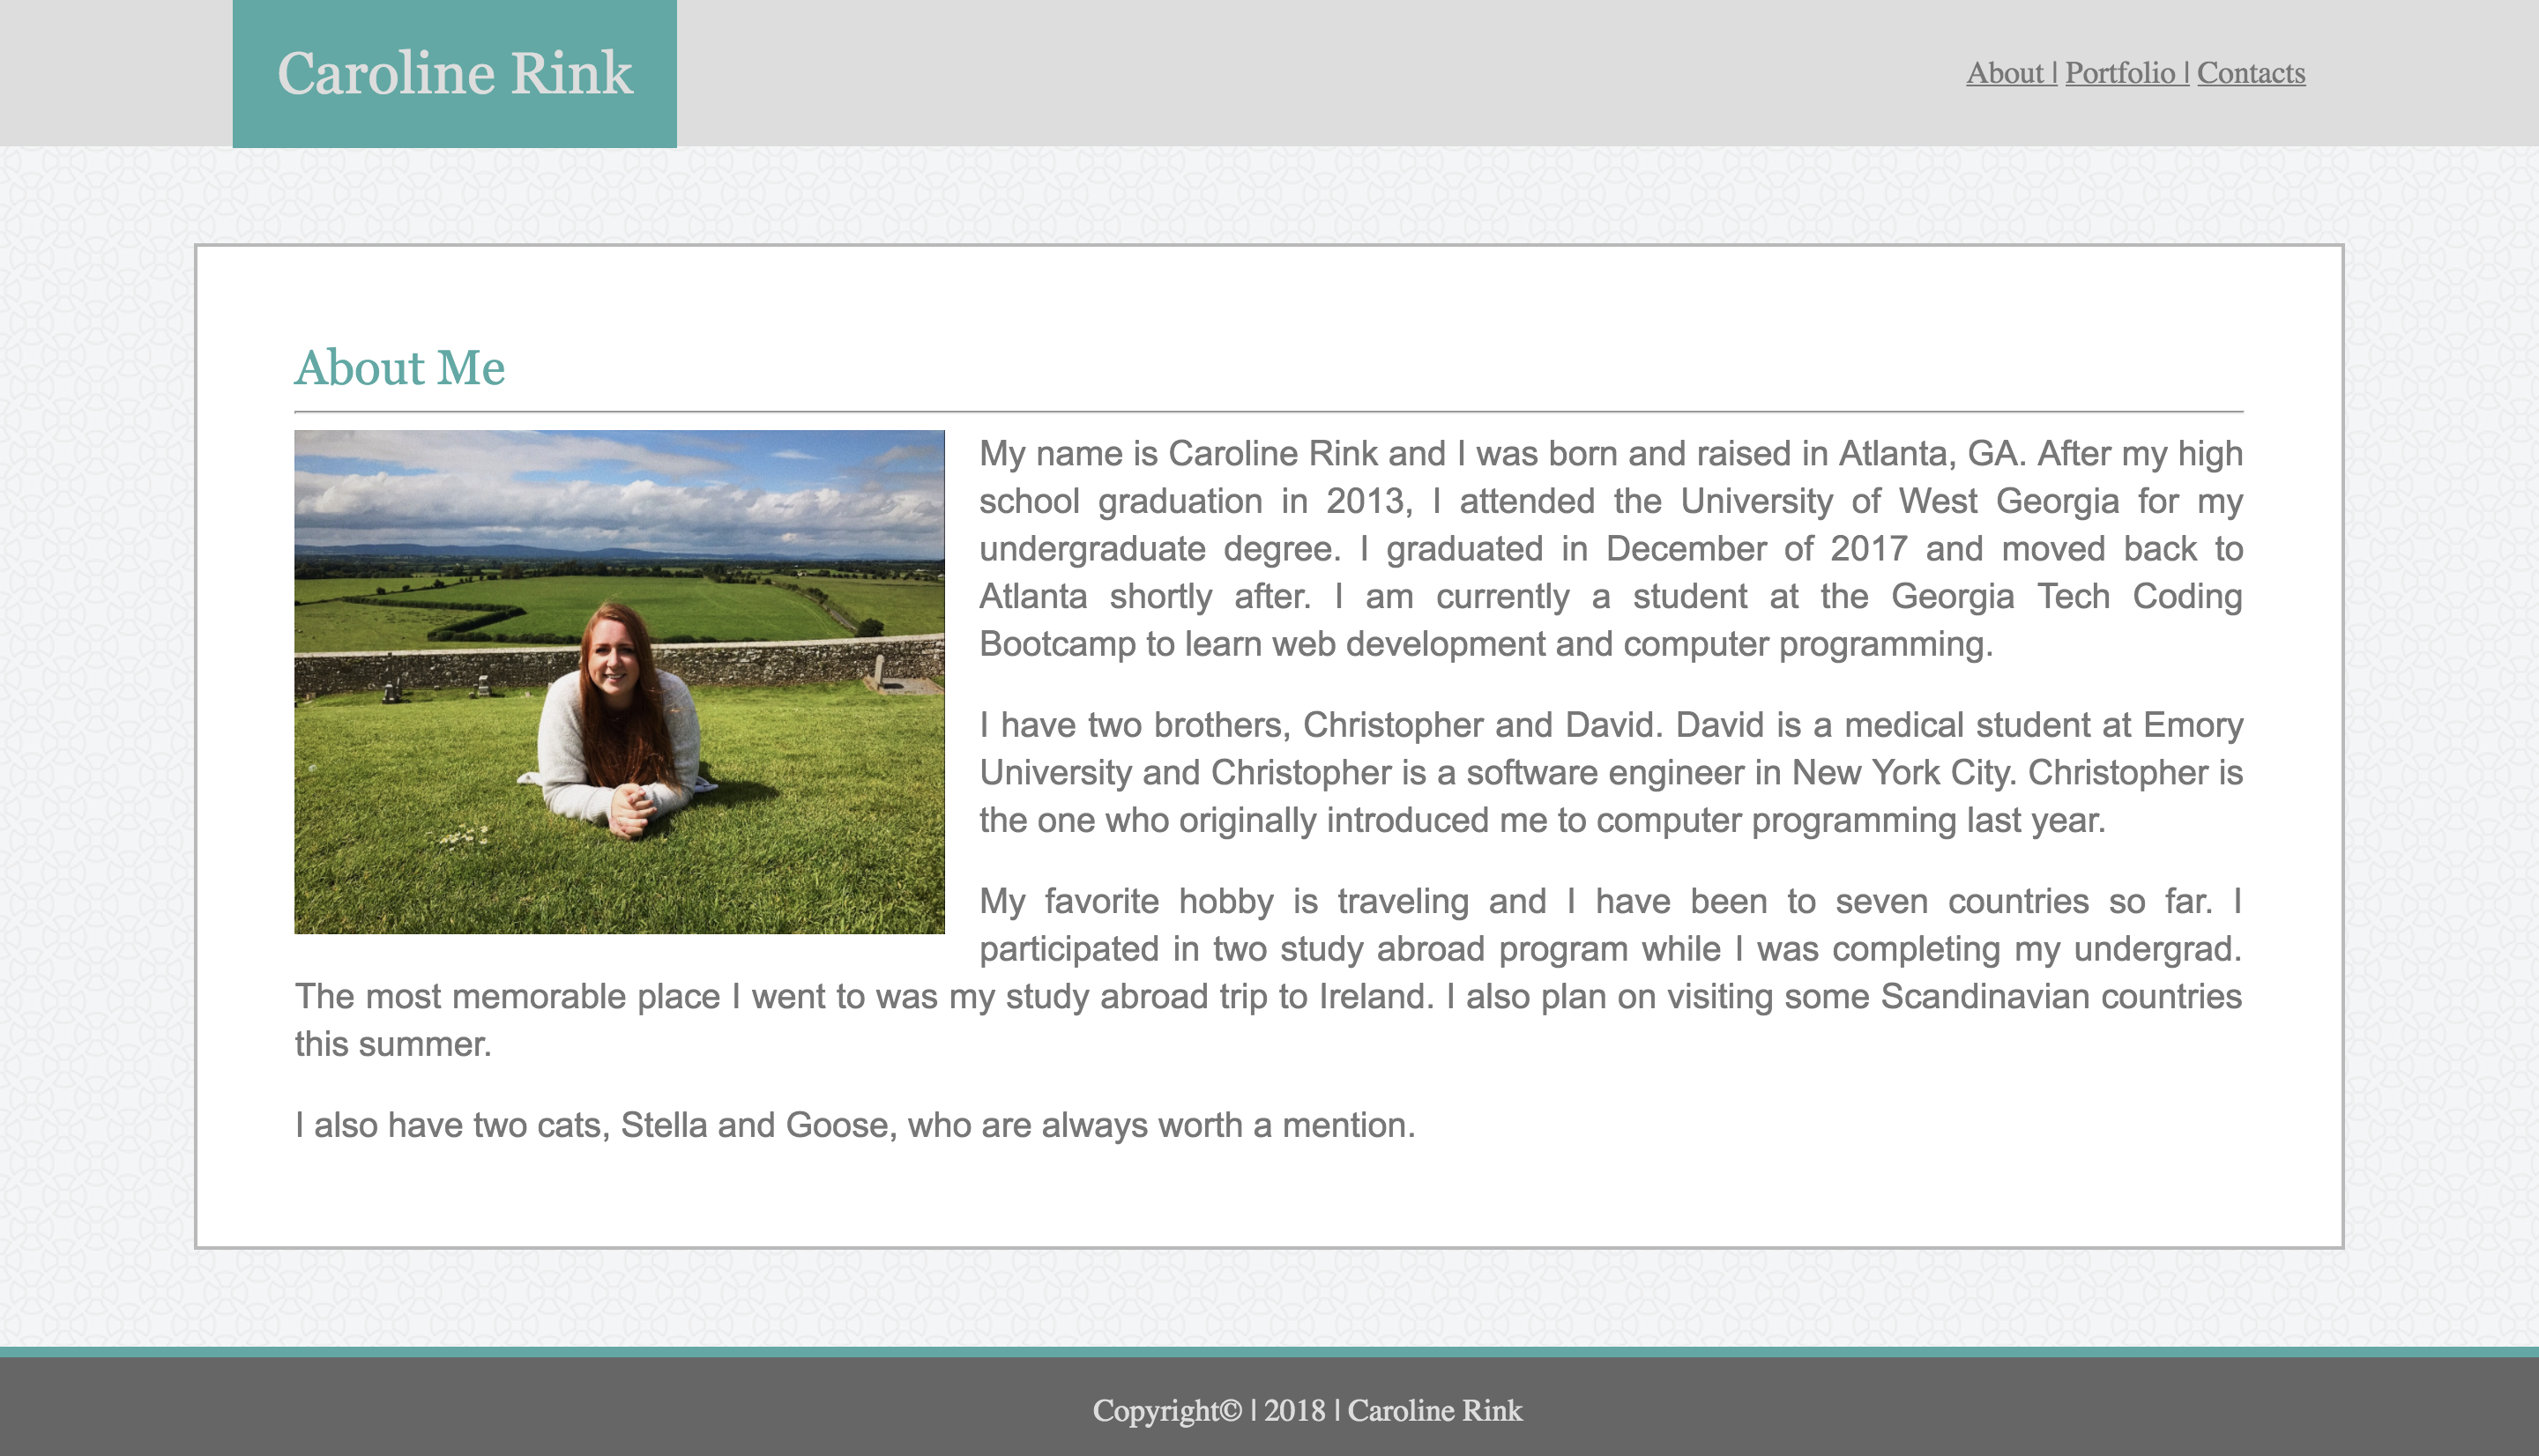 Caroline Rink
About | Portfolio | Contacts
About Me
My name is Caroline Rink and I was born and raised in Atlanta, GA. After my high
school graduation in 2013, I attended the University of West Georgia for my
undergraduate degree. I graduated in December of 2017 and moved back to
Atlanta shortly after. I am currently a student at the Georgia Tech Coding
Bootcamp to learn web development and computer programming.
I have two brothers, Christopher and David. David is a medical student at Emory
University and Christopher is a software engineer in New York City. Christopher is
the one who originally introduced me to computer programming last year.
My favorite hobby is traveling and I have been to seven countries so far. I
participated in two study abroad program while I was completing my undergrad.
The most memorable place I went to was my study abroad trip to Ireland. I also plan on visiting some Scandinavian countries
this summer.
I also have two cats, Stella and Goose, who are always worth a mention.
Copyright© | 2018 | Caroline Rink